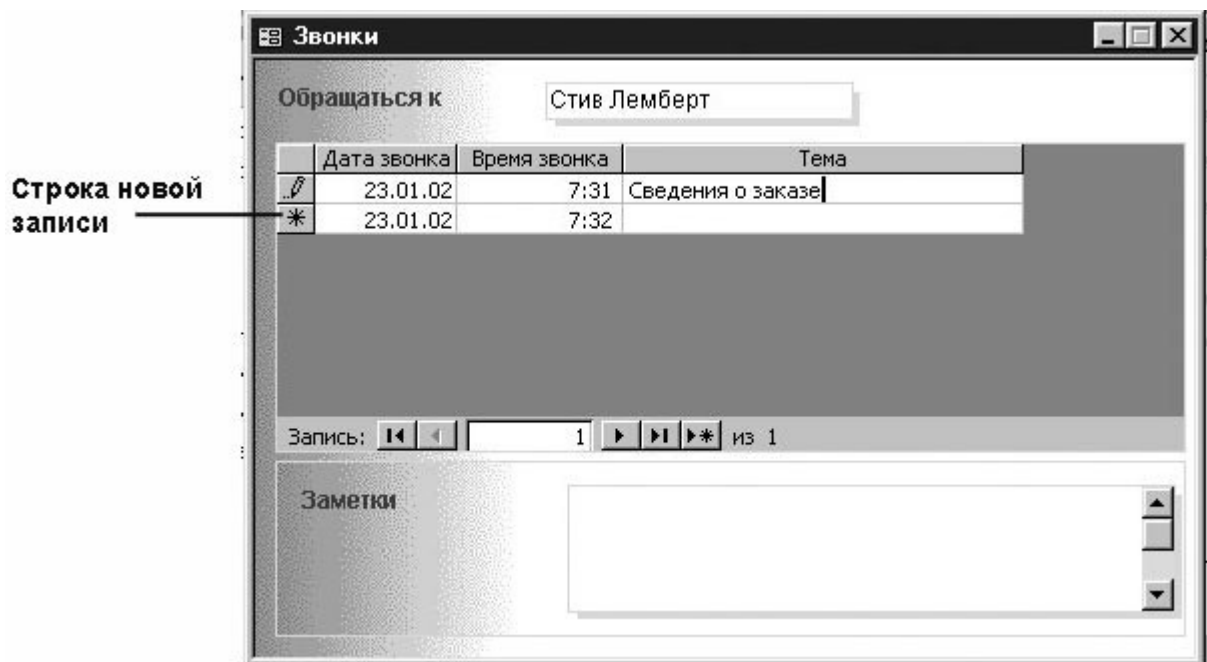 Звонки
Обращаться к Стив Лемберт
Дата звонка Время звонка Тема
23.01.02 7:31 Сведения о заказе
Строка новой
записи
23.01.02 7:32
Запись: 1 из 1
Заметки